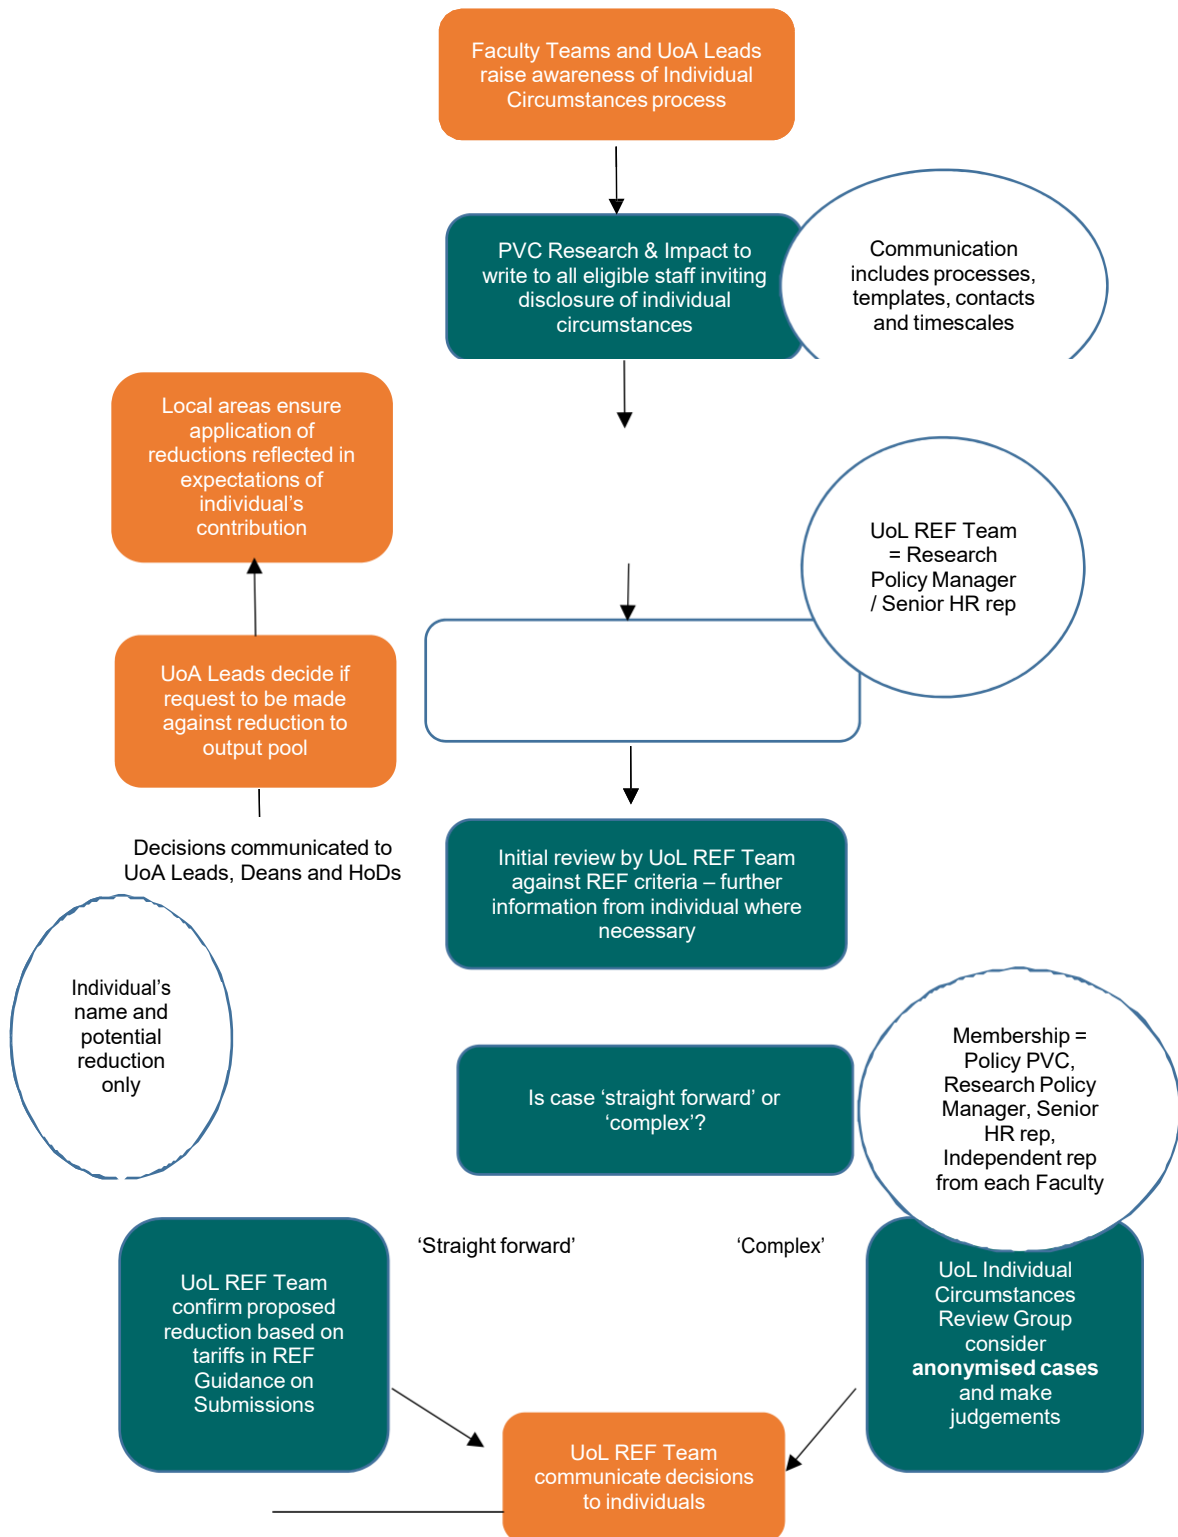 Faculty Teams and UoA Leads
raise awareness of Individual
Circumstances process
PVC Research & Impact to
write to all eligible staff inviting
disclosure of individual
circumstances
Communication
includes processes,
templates, contacts
and timescales
Local areas ensure
application of
reductions reflected in
expectations of
individual’s
contribution
UoL REF Team
= Research
Policy Manager
/ Senior HR rep
UoA Leads decide if
request to be made
against reduction to
output pool
Decisions communicated to
UoA Leads, Deans and HoDs
Initial review by UoL REF Team
against REF criteria – further
information from individual where
necessary
Individual’s
name and
potential
reduction
only
Membership =
Policy PVC,
Research Policy
Manager, Senior
HR rep,
Independent rep
from each Faculty
Is case ‘straight forward’ or
‘complex’?
‘Straight forward’
‘Complex’
UoL REF Team
confirm proposed
reduction based on
tariffs in REF
Guidance on
Submissions
UoL Individual
Circumstances
Review Group
consider
anonymised cases
and make
judgements
UoL REF Team
communicate decisions
to individuals